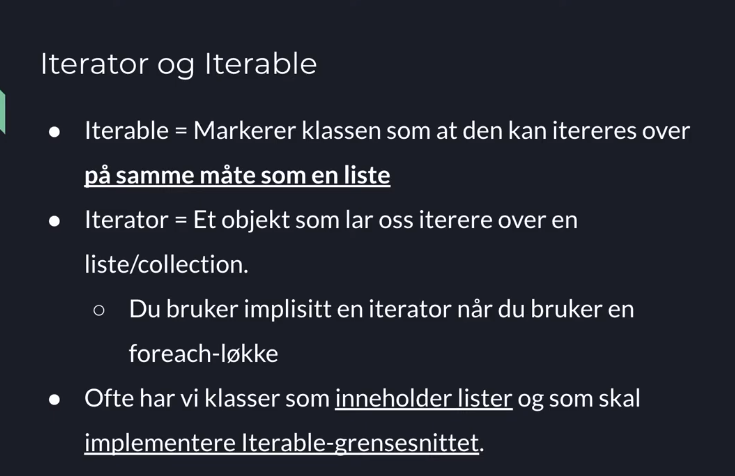 Iterator og Iterable
● Iterable = Markerer klassen som at den kan itereres over
på samme måte som en liste
● Iterator = Et objekt som lar oss iterere over en
liste/collection.
○ Du bruker implisitt en iterator når du bruker en
foreach-løkke
● Ofte har vi klasser som inneholder lister og som skal
implementere Iterable-grensesnittet.